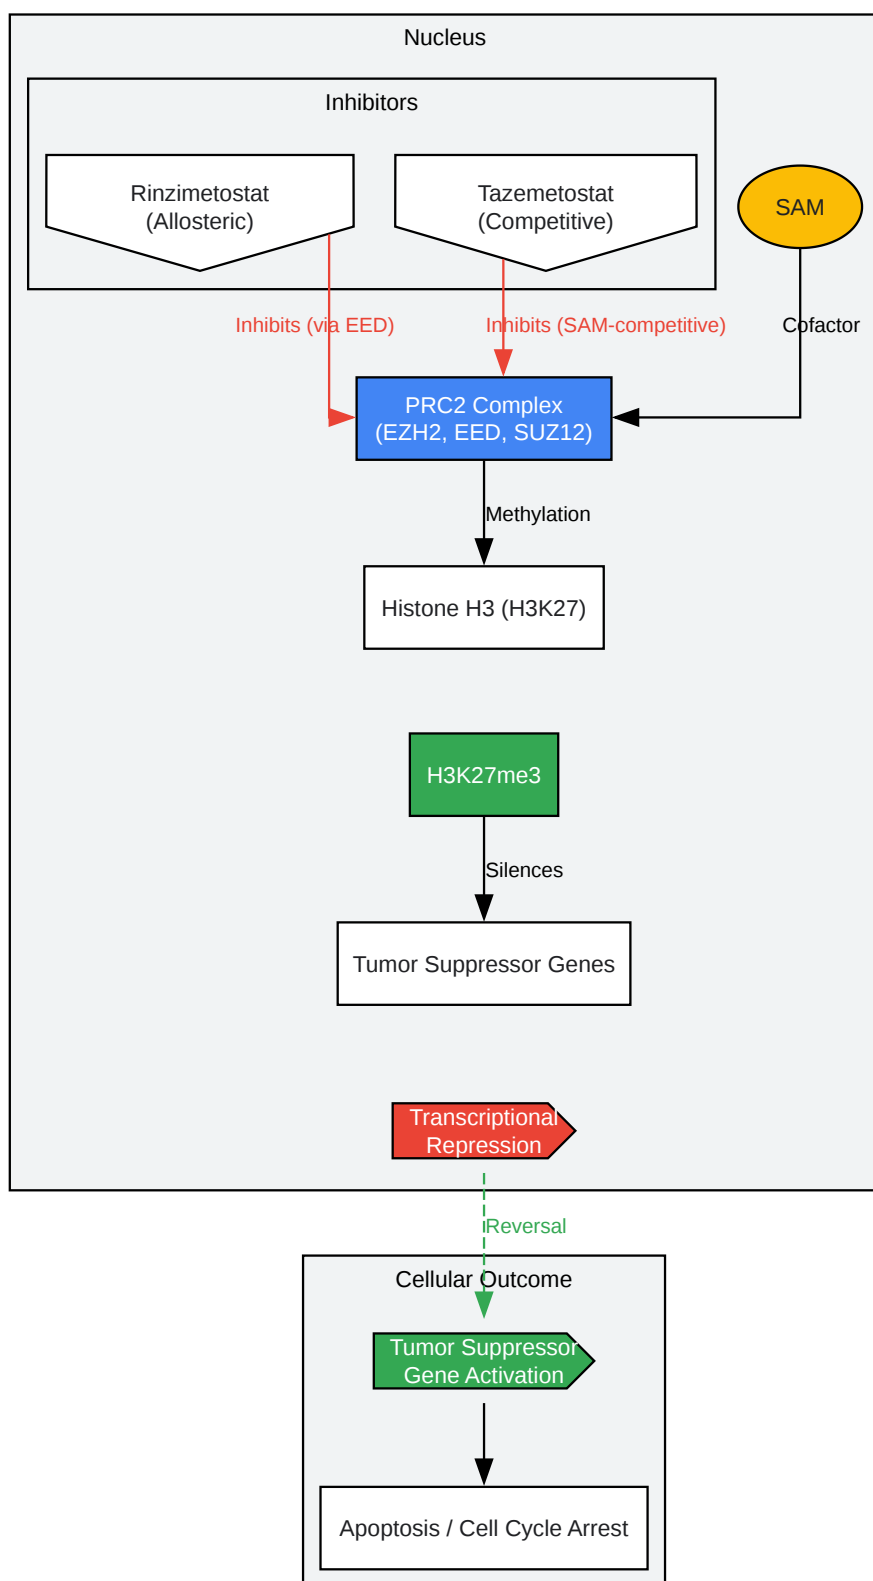 Nucleus
Inhibitors
Rinzimetostat
(Allosteric)
Tazemetostat
(Competitive)
SAM
Inhibits (via EED)
Inhibits (SAM-competitive)
Cofactor
PRC2 Complex
(EZH2, EED, SUZ12)
Methylation
Histone H3 (H3K27)
H3K27me3
Silences
Tumor Suppressor Genes
Transcriptional
Repression
Reversal
Cellular Outcome
Tumor Suppressor
Gene Activation
Apoptosis / Cell Cycle Arrest